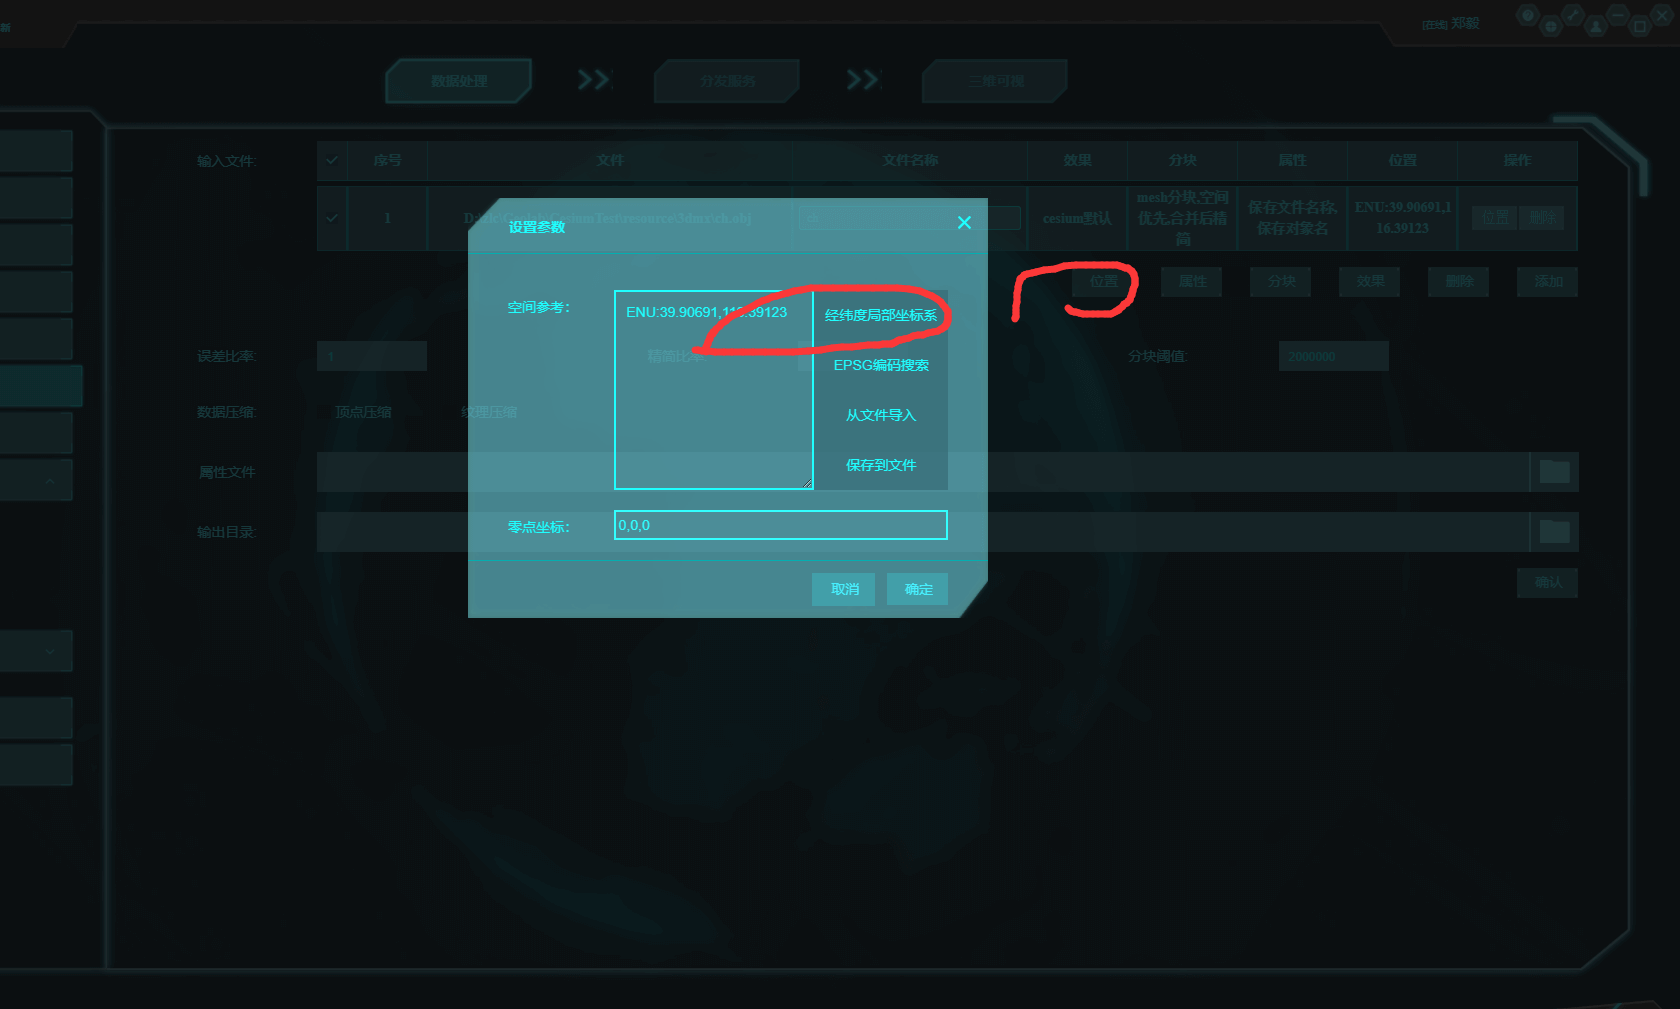 新
[在线] 郑毅
数据处理
分发服务
三维可视
输入文件:
序号
文件
文件名称
效果
分块
属性
位置
操作
1
cesium默认
mesh分块,空间优先,合并后精简
保存文件名称,保存对象名
ENU:39.90691,116.39123
位置
删除
位置
属性
分块
效果
删除
添加
设置参数
空间参考:
ENU:39.90691,116.39123
经纬度局部坐标系
EPSG编码搜索
从文件导入
保存到文件
零点坐标:
0,0,0
取消
确定
误差比率:
1
精简比率:
分块阈值:
2000000
数据压缩:
顶点压缩
纹理压缩
属性文件
输出目录:
确认